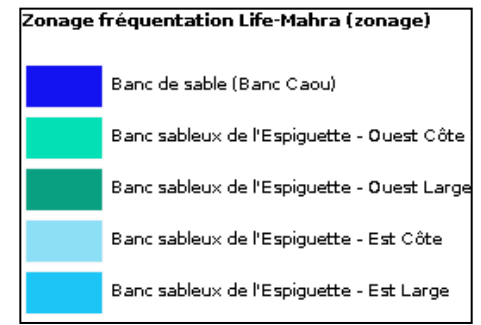 Zonage fréquentation Life-Mahra (zonage)
Banc de sable (Banc Caou)
Banc sableux de l'Espiguette - Ouest Côte
Banc sableux de l'Espiguette - Ouest Large
Banc sableux de l'Espiguette - Est Côte
Banc sableux de l'Espiguette - Est Large